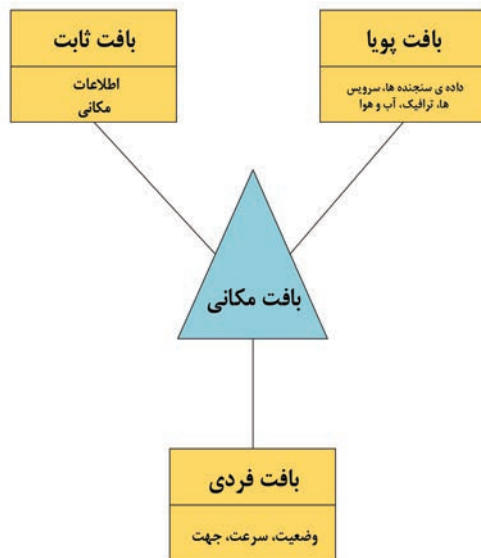 بافت پویا
داده ی سنجنده ها، سرویس
ها، ترافیک، آب و هوا
بافت ثابت
اطلاعات
مکانی
بافت مکانی
بافت فردی
وضعیت، سرعت، جهت